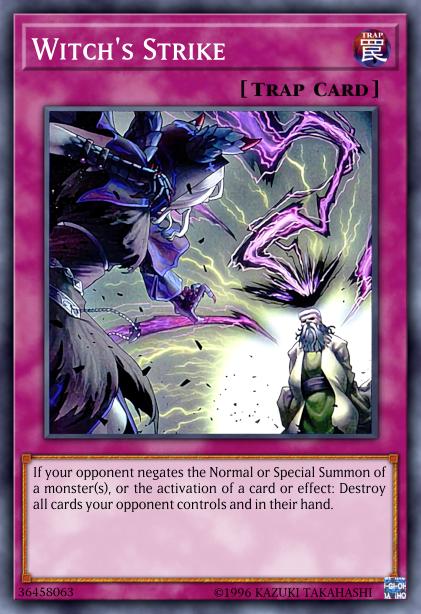 Witch's Strike
TRAP
罠
[Trap Card]
If your opponent negates the Normal or Special Summon of
a monster(s), or the activation of a card or effect: Destroy
all cards your opponent controls and in their hand.
36458063
©1996 KAZUKI TAKAHASHI